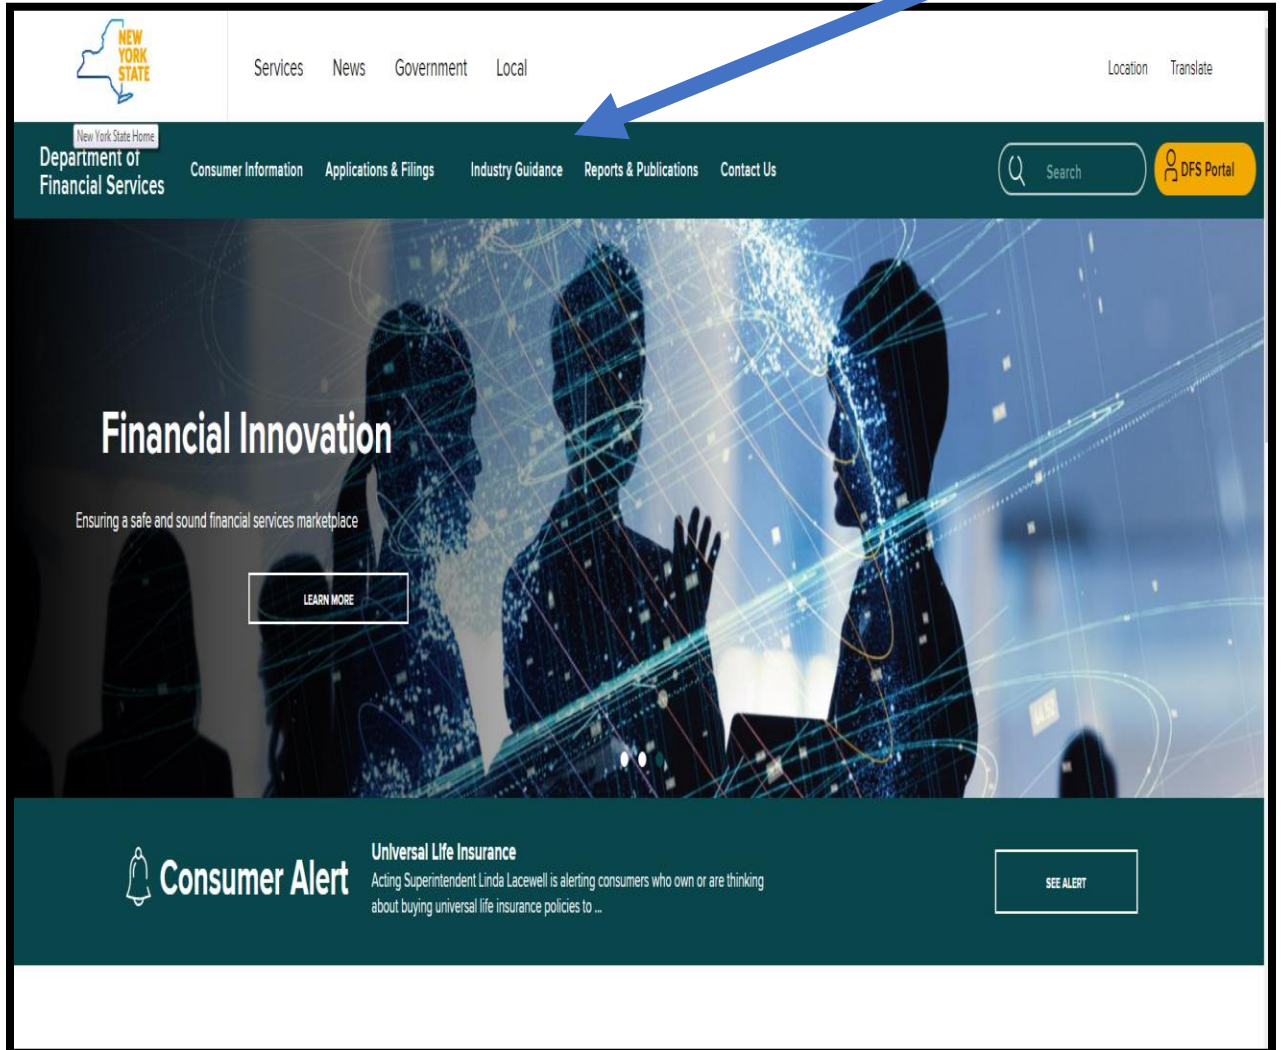 NEW
YORK
STATE
Services News Government Local
Location Translate
New York State Home
Department of
Financial Services
Consumer Information Applications & Filings Industry Guidance Reports & Publications Contact Us
Search
DFS Portal
Financial Innovation
Ensuring a safe and sound financial services marketplace
LEARN MORE
Consumer Alert
Universal Life Insurance
Acting Superintendent Linda Lacewell is alerting consumers who own or are thinking
about buying universal life insurance policies to ...
SEE ALERT